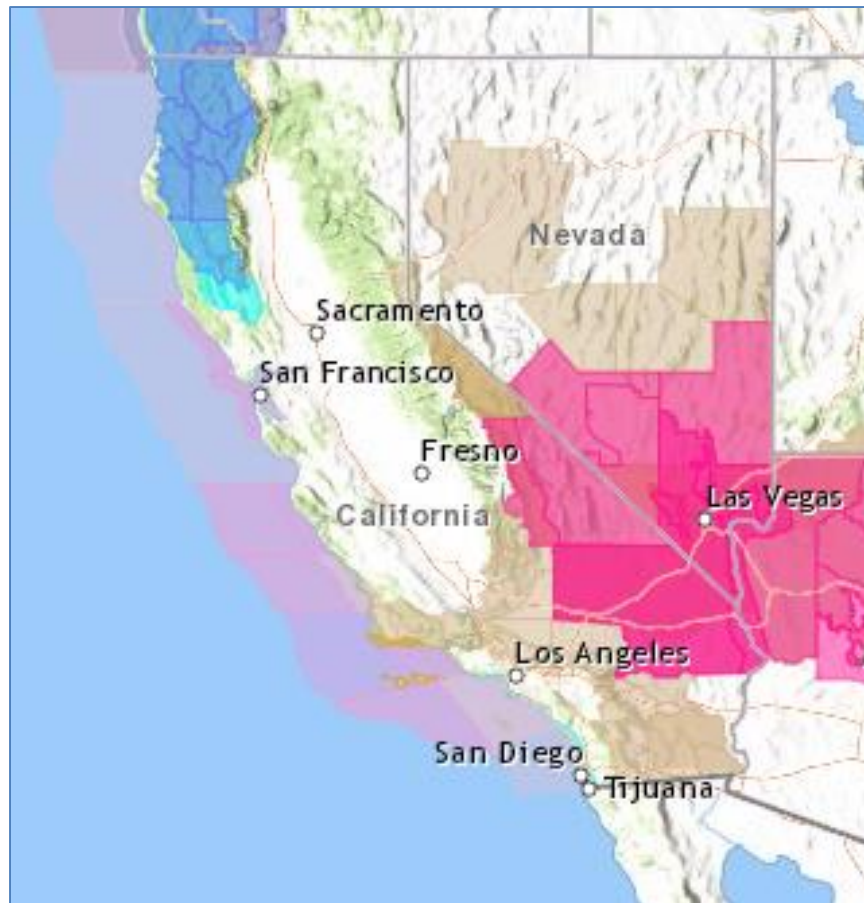 Nevada
Sacramento
San Francisco
Fresno
Las Vegas
California
Los Angeles
San Diego
Tijuana